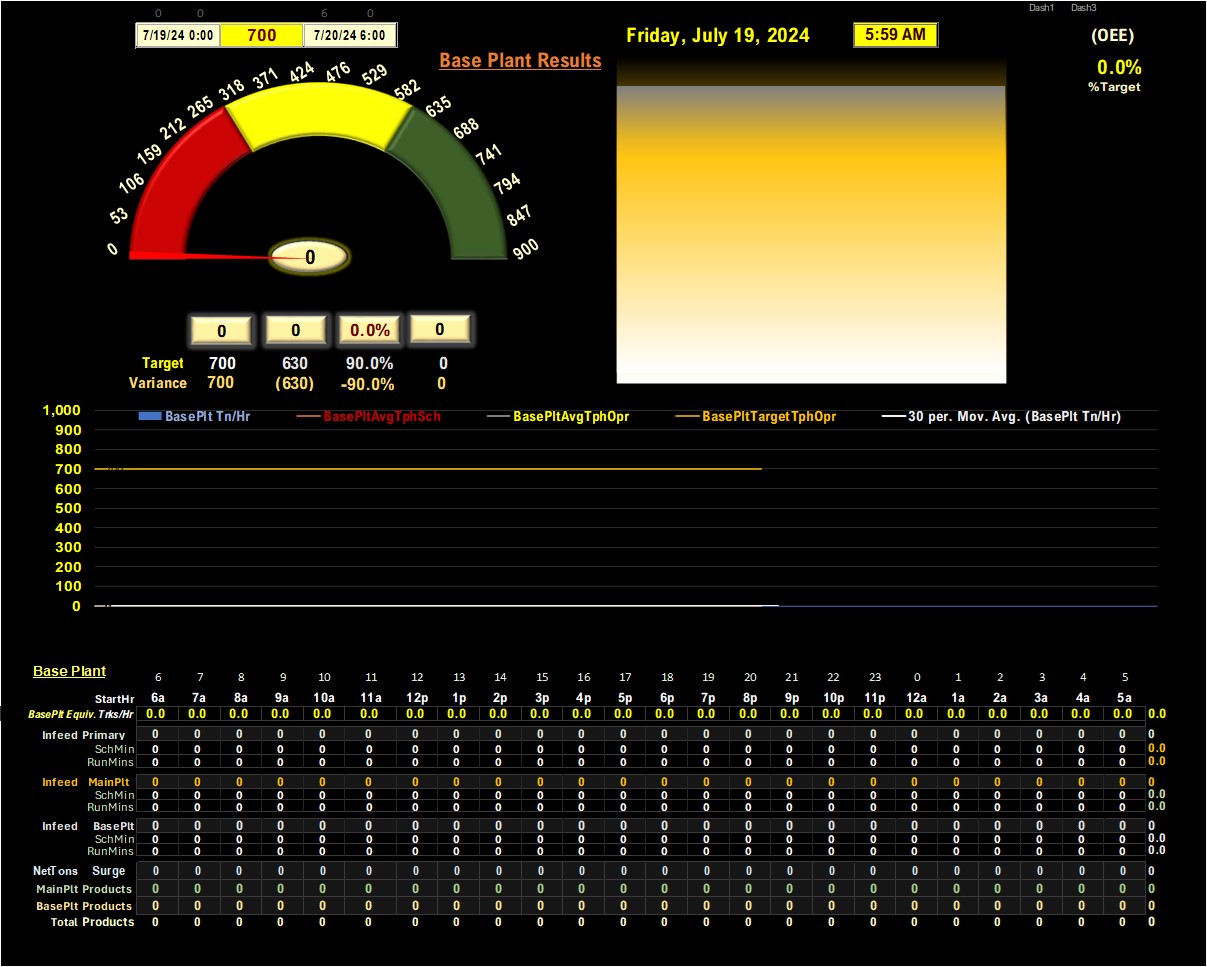 Dash1 Dash3
0 0 6 0
7/19/24 0:00 700 7/20/24 6:00
Friday, July 19, 2024 5:59 AM (OEE)
Base Plant Results
0.0%
%Target
0 53 106 159 212 265 318 371 424 476 529 582 635 688 741 794 847 900
0
0 0 0.0% 0
Target 700 630 90.0% 0
Variance 700 (630) -90.0% 0
BasePlt Tn/Hr BasePltAvgTphSch BasePltAvgTphOpr BasePltTargetTphOpr 30 per. Mov. Avg. (BasePlt Tn/Hr)
1,000
900
800
700
600
500
400
300
200
100
0
Base Plant 6 7 8 9 10 11 12 13 14 15 16 17 18 19 20 21 22 23 0 1 2 3 4 5
StartHr 6a 7a 8a 9a 10a 11a 12p 1p 2p 3p 4p 5p 6p 7p 8p 9p 10p 11p 12a 1a 2a 3a 4a 5a
BasePlt Equiv. Trks/Hr 0.0 0.0 0.0 0.0 0.0 0.0 0.0 0.0 0.0 0.0 0.0 0.0 0.0 0.0 0.0 0.0 0.0 0.0 0.0 0.0 0.0 0.0 0.0 0.0 0.0
Infeed Primary 0 0 0 0 0 0 0 0 0 0 0 0 0 0 0 0 0 0 0 0 0 0 0 0 0
SchMin 0 0 0 0 0 0 0 0 0 0 0 0 0 0 0 0 0 0 0 0 0 0 0 0 0.0
RunMins 0 0 0 0 0 0 0 0 0 0 0 0 0 0 0 0 0 0 0 0 0 0 0 0 0.0
Infeed MainPlt 0 0 0 0 0 0 0 0 0 0 0 0 0 0 0 0 0 0 0 0 0 0 0 0 0
SchMin 0 0 0 0 0 0 0 0 0 0 0 0 0 0 0 0 0 0 0 0 0 0 0 0 0.0
RunMins 0 0 0 0 0 0 0 0 0 0 0 0 0 0 0 0 0 0 0 0 0 0 0 0 0.0
Infeed BasePlt 0 0 0 0 0 0 0 0 0 0 0 0 0 0 0 0 0 0 0 0 0 0 0 0 0
SchMin 0 0 0 0 0 0 0 0 0 0 0 0 0 0 0 0 0 0 0 0 0 0 0 0 0.0
RunMins 0 0 0 0 0 0 0 0 0 0 0 0 0 0 0 0 0 0 0 0 0 0 0 0 0.0
NetTons Surge 0 0 0 0 0 0 0 0 0 0 0 0 0 0 0 0 0 0 0 0 0 0 0 0 0
MainPlt Products 0 0 0 0 0 0 0 0 0 0 0 0 0 0 0 0 0 0 0 0 0 0 0 0 0
BasePlt Products 0 0 0 0 0 0 0 0 0 0 0 0 0 0 0 0 0 0 0 0 0 0 0 0 0
Total Products 0 0 0 0 0 0 0 0 0 0 0 0 0 0 0 0 0 0 0 0 0 0 0 0 0